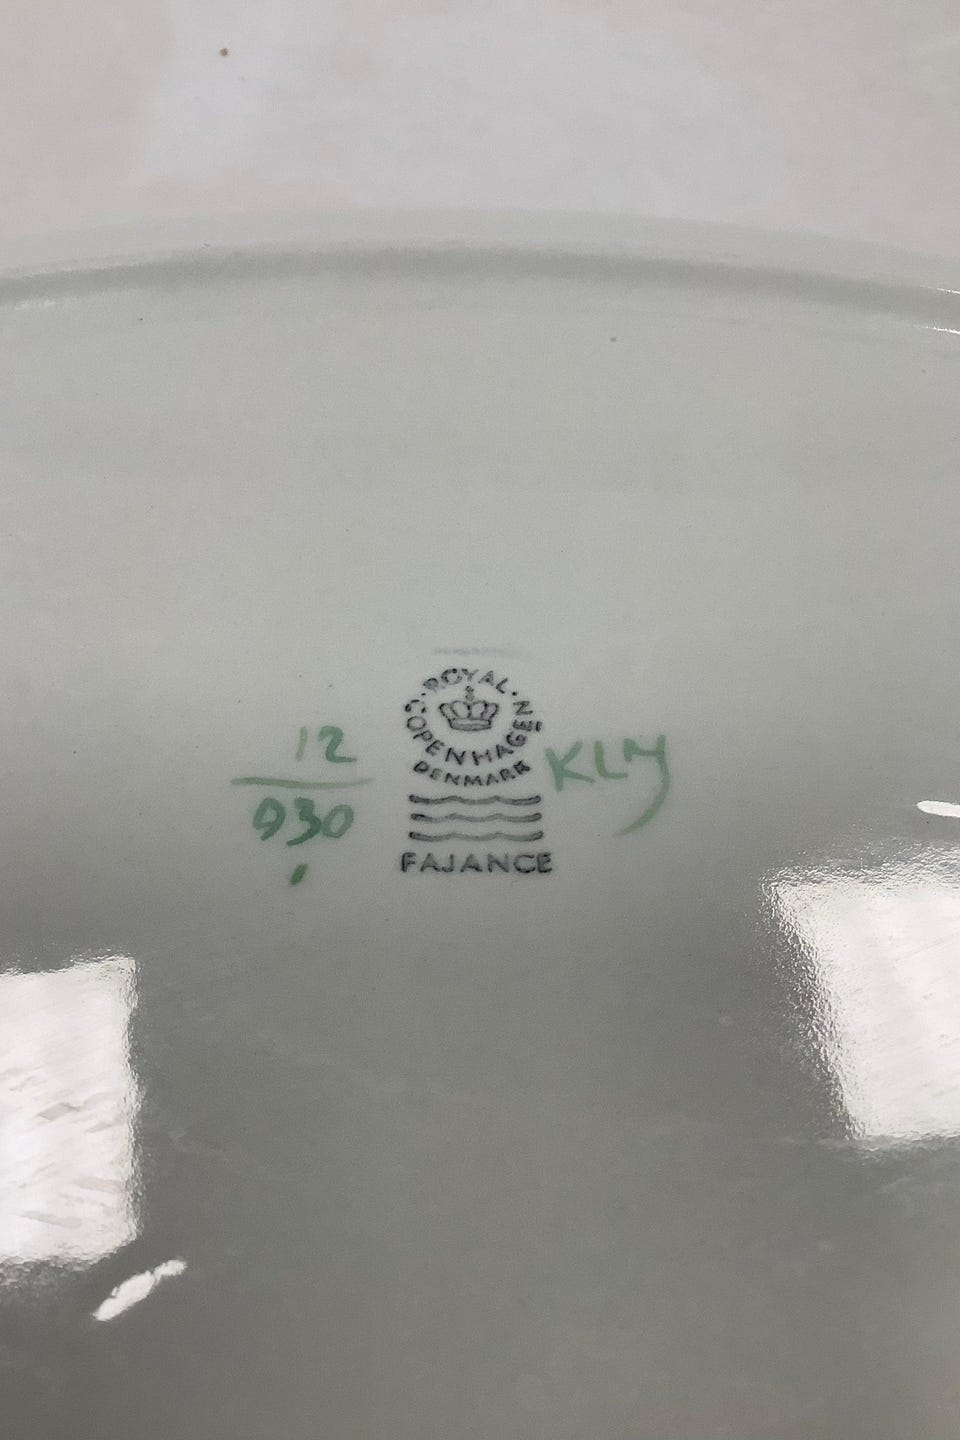 ROYAL
COPENHAGEN
DENMARK
FAJANCE
12
930
KLM